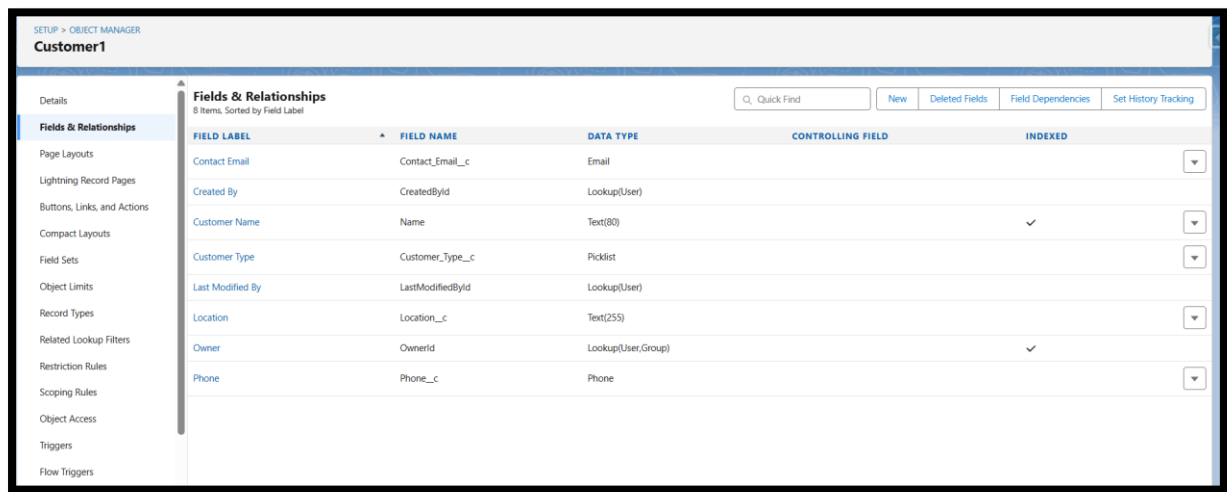 SETUP > OBJECT MANAGER
Customer1
Details
Fields & Relationships
Page Layouts
Lightning Record Pages
Buttons, Links, and Actions
Compact Layouts
Field Sets
Object Limits
Record Types
Related Lookup Filters
Restriction Rules
Scoping Rules
Object Access
Triggers
Flow Triggers
Fields & Relationships
8 Items, Sorted by Field Label
Quick Find
New
Deleted Fields
Field Dependencies
Set History Tracking
FIELD LABEL FIELD NAME DATA TYPE CONTROLLING FIELD INDEXED
Contact Email Contact_Email__c Email
Created By CreatedById Lookup(User)
Customer Name Name Text(80)
Customer Type Customer_Type__c Picklist
Last Modified By LastModifiedById Lookup(User)
Location Location__c Text(255)
Owner OwnerId Lookup(User,Group)
Phone Phone__c Phone